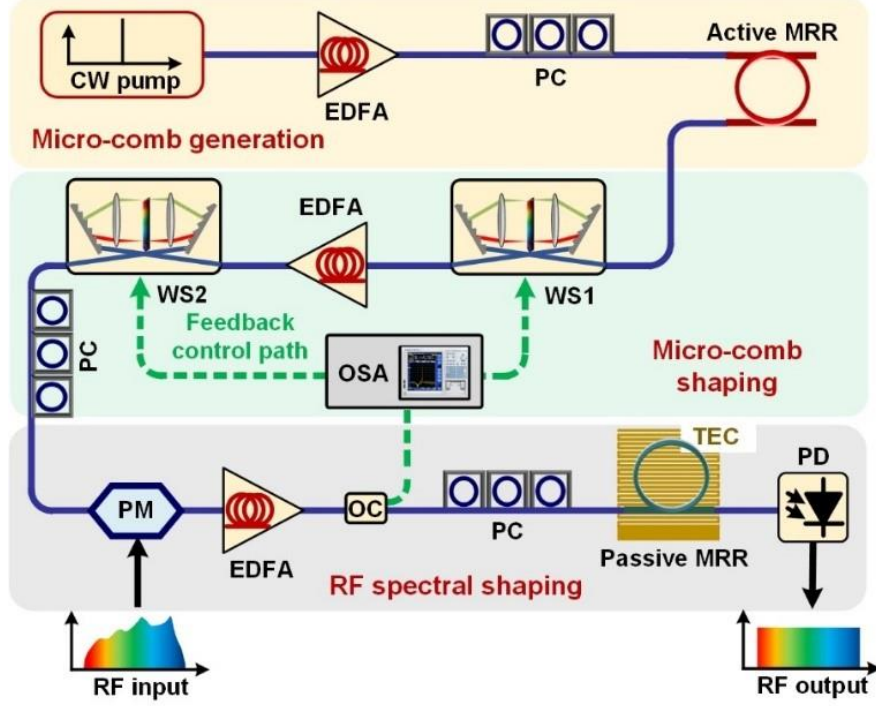 CW pump
EDFA
PC
Active MRR
Micro-comb generation
WS2
EDFA
WS1
Feedback
control path
OSA
PC
Micro-comb
shaping
TEC
PD
PM
EDFA
OC
PC
Passive MRR
RF spectral shaping
RF input
RF output